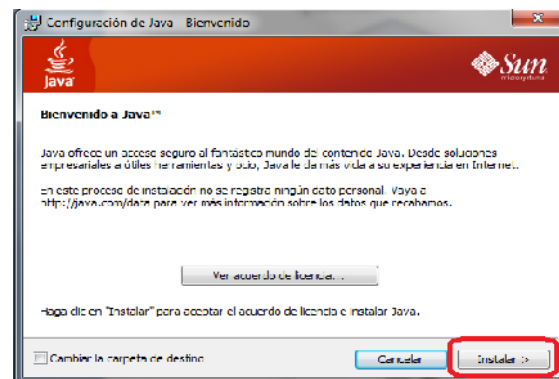 Configuración de Java - Bienvenido
Java
Sun
microsystems
Bienvenido a Java™
Java ofrece un acceso seguro al fantástico mundo del contenido Java. Desde soluciones
empresariales a útiles herramientas y ocio, Java le da más vida a su experiencia en Internet.
En este proceso de instalación no se registra ningún dato personal. Vaya a
http://java.com/data para ver más información sobre los datos que recabamos.
Ver acuerdo de licencia...
Haga clic en "Instalar" para aceptar el acuerdo de licencia e instalar Java.
Cambiar la carpeta de destino
Cancelar
Instalar >